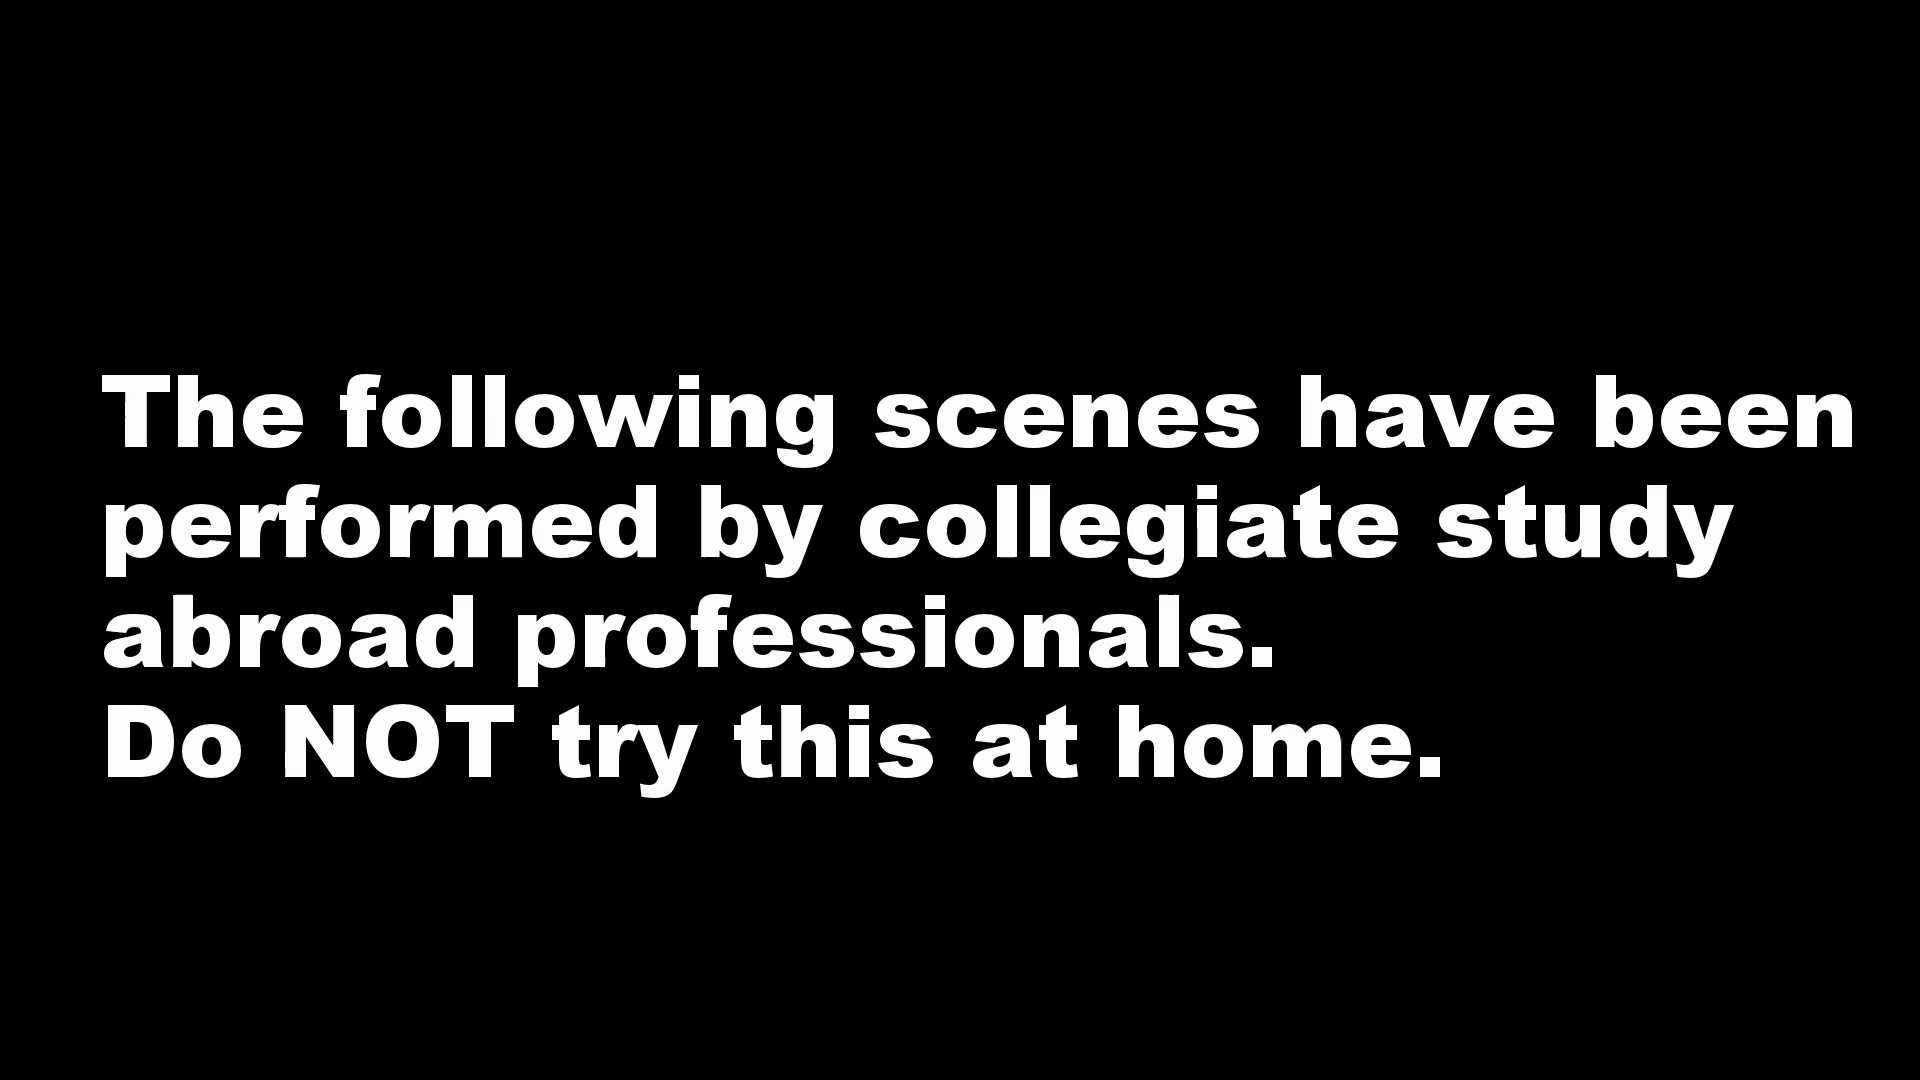 The following scenes have been
performed by collegiate study
abroad professionals.
Do NOT try this at home.